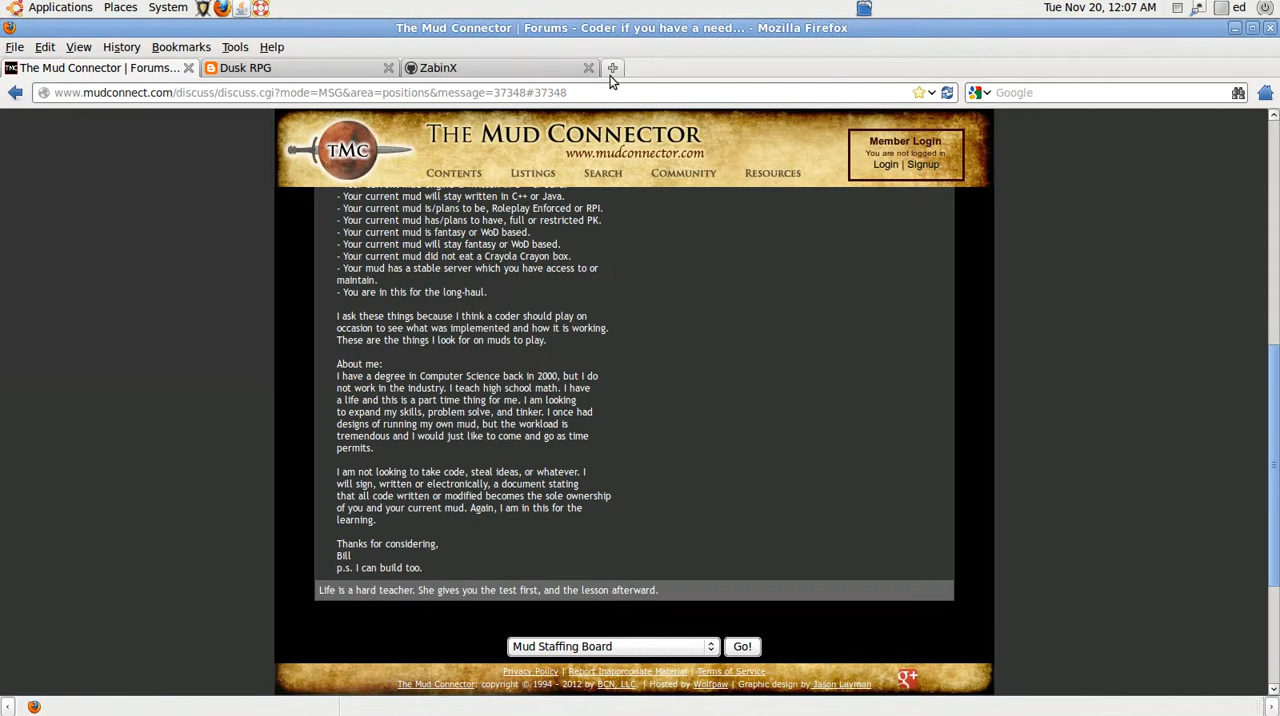 Applications Places System Tue Nov 20, 12:07 AM ed
The Mud Connector | Forums - Coder if you have a need... - Mozilla Firefox
File Edit View History Bookmarks Tools Help
The Mud Connector | Forums... Dusk RPG ZabinX
www.mudconnect.com/discuss/discuss.cgi?mode=MSG&area=positions&message=37348#37348 Google
TMC THE MUD CONNECTOR
www.mudconnector.com
CONTENTS LISTINGS SEARCH COMMUNITY RESOURCES
Member Login
You are not logged in
Login | Signup
- Your current mud will stay written in C++ or Java.
- Your current mud is/plans to be, Roleplay Enforced or RPI.
- Your current mud has/plans to have, full or restricted PK.
- Your current mud is fantasy or WoD based.
- Your current mud will stay fantasy or WoD based.
- Your current mud did not eat a Crayola Crayon box.
- Your mud has a stable server which you have access to or
maintain.
- You are in this for the long-haul.
I ask these things because I think a coder should play on
occasion to see what was implemented and how it is working.
These are the things I look for on muds to play.
About me:
I have a degree in Computer Science back in 2000, but I do
not work in the industry. I teach high school math. I have
a life and this is a part time thing for me. I am looking
to expand my skills, problem solve, and tinker. I once had
designs of running my own mud, but the workload is
tremendous and I would just like to come and go as time
permits.
I am not looking to take code, steal ideas, or whatever. I
will sign, written or electronically, a document stating
that all code written or modified becomes the sole ownership
of you and your current mud. Again, I am in this for the
learning.
Thanks for considering,
Bill
p.s. I can build too.
Life is a hard teacher. She gives you the test first, and the lesson afterward.
Mud Staffing Board Go!
Privacy Policy | Report Inappropriate Material | Terms of Service
The Mud Connector: copyright © 1994 - 2012 by BCN, LLC. | Hosted by Wolfpaw | Graphic design by Jason Layman
g+